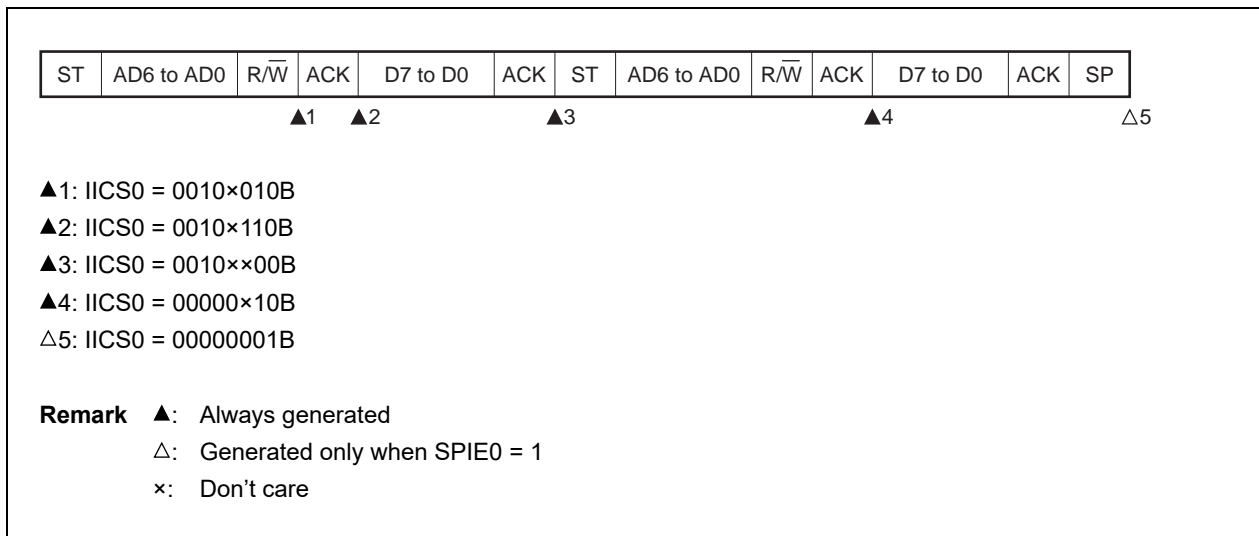 ST AD6 to AD0 R/W̅ ACK D7 to D0 ACK ST AD6 to AD0 R/W̅ ACK D7 to D0 ACK SP
▲1 ▲2 ▲3 ▲4 △5
▲1: IICS0 = 0010×010B
▲2: IICS0 = 0010×110B
▲3: IICS0 = 0010××00B
▲4: IICS0 = 00000×10B
△5: IICS0 = 00000001B
Remark ▲: Always generated
△: Generated only when SPIE0 = 1
×: Don't care